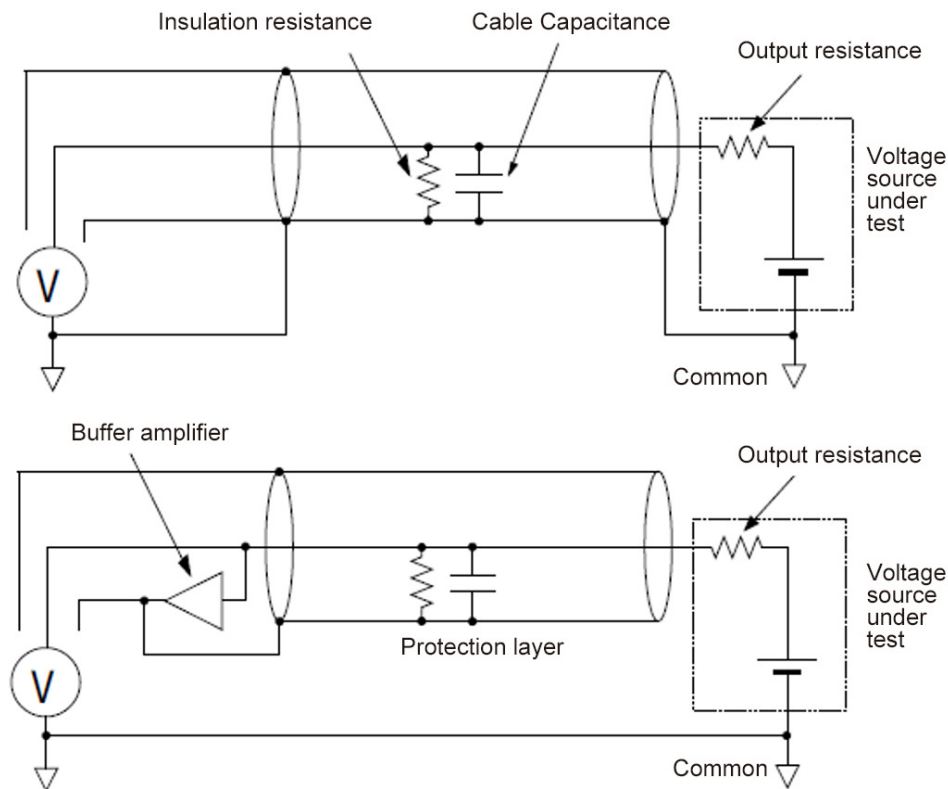 Insulation resistance
Cable Capacitance
Output resistance
Voltage
source
under
test
V
Common
Buffer amplifier
Output resistance
Voltage
source
under
test
Protection layer
V
Common